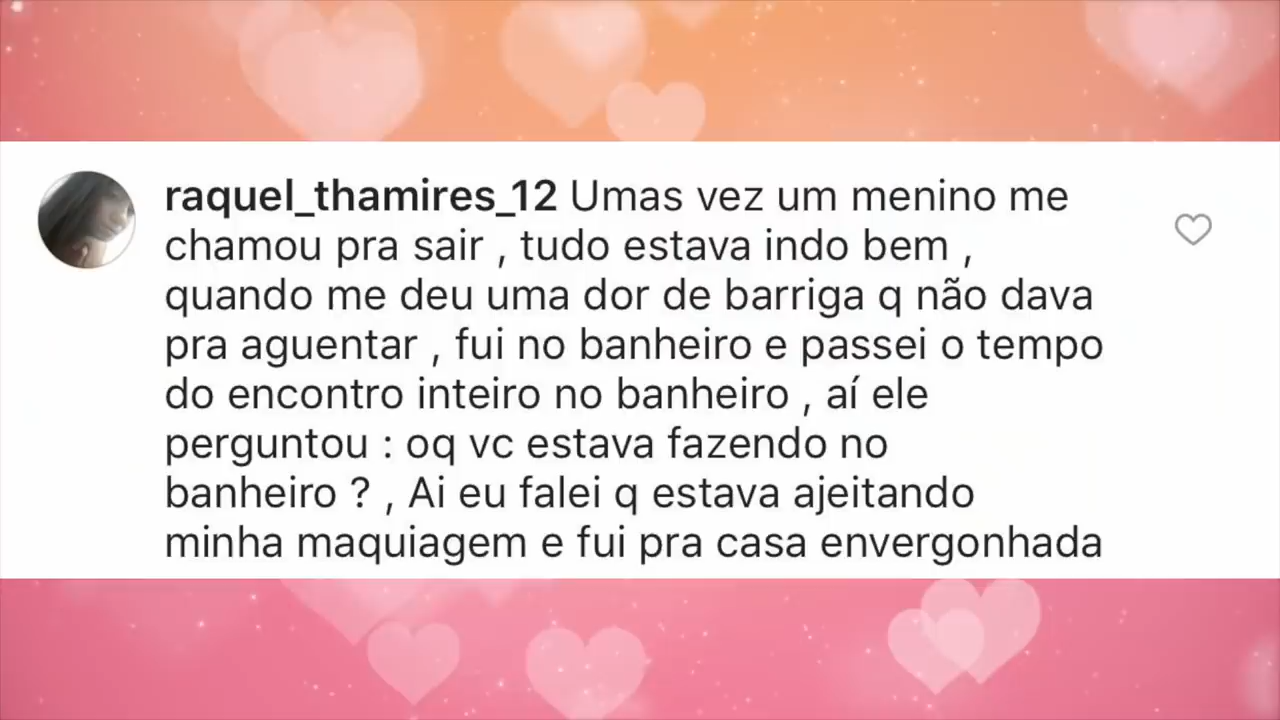 raquel_thamires_12 Umas vez um menino me
chamou pra sair , tudo estava indo bem ,
quando me deu uma dor de barriga q não dava
pra aguentar , fui no banheiro e passei o tempo
do encontro inteiro no banheiro , aí ele
perguntou : oq vc estava fazendo no
banheiro ? , Ai eu falei q estava ajeitando
minha maquiagem e fui pra casa envergonhada